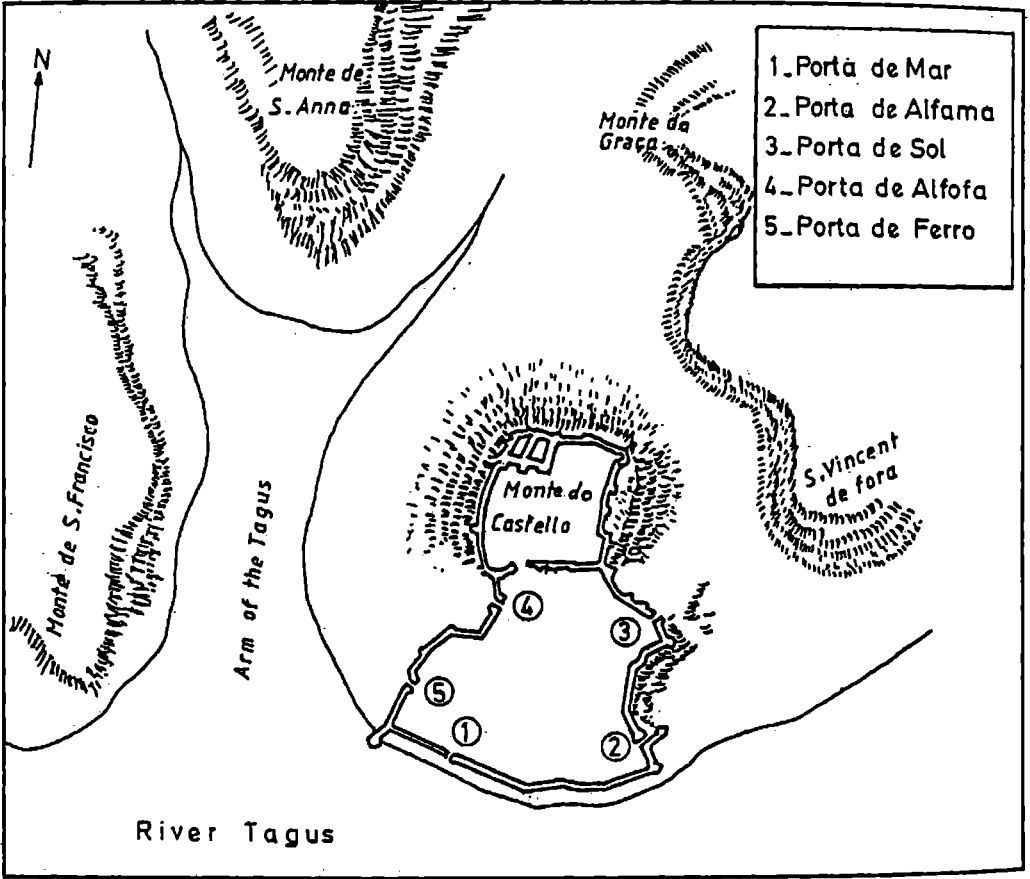 N
Monte de
S. Anna
Monte da
Graça
1_Porta de Mar
2_Porta de Alfama
3_Porta de Sol
4_Porta de Alfofa
5_Porta de Ferro
Monte de S. Francisco
Arm of the Tagus
Monte do
Castello
S. Vincent
de fora
4
3
5
1
2
River Tagus